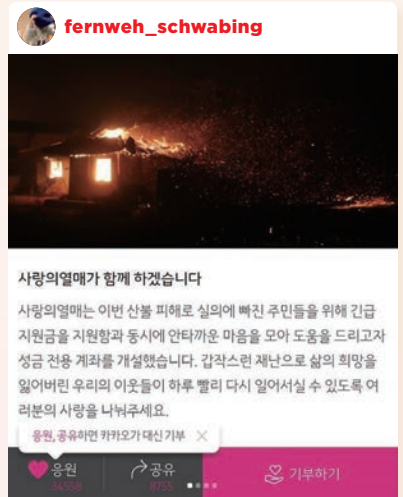 fernweh_schwabing
사랑의열매가 함께 하겠습니다
사랑의열매는 이번 산불 피해로 실의에 빠진 주민들을 위해 긴급
지원금을 지원함과 동시에 안타까운 마음을 모아 도움을 드리고자
성금 전용 계좌를 개설했습니다. 갑작스런 재난으로 삶의 희망을
잃어버린 우리의 이웃들이 하루 빨리 다시 일어서실 수 있도록 여
러분의 사랑을 나눠주세요.
응원, 공유하면 카카오가 대신 기부 ×
응원 34558
공유 8755
기부하기